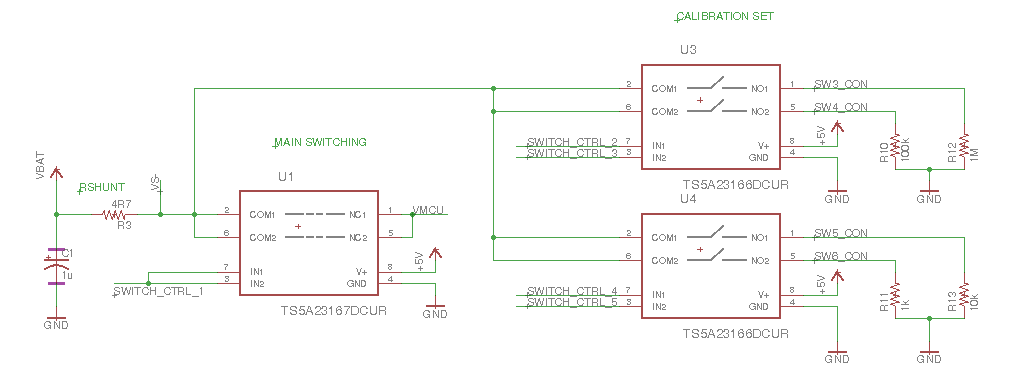 CALIBRATION SET
U3
2 COM1 NO1 1 SW3_CON
6 COM2 NO2 5 SW4_CON
SWITCH_CTRL_2 7 IN1 V+ 8 +5V
SWITCH_CTRL_3 3 IN2 GND 4
R10 100k R12 1M
TS5A23166DCUR
GND GND
MAIN SWITCHING
VBAT
RSHUNT
4R7
R3
VS-
U1
2 COM1 NC1 1 VMCU
6 COM2 NC2 5
7 IN1 V+ 8 +5V
3 IN2 GND 4
SWITCH_CTRL_1
TS5A23167DCUR
C1
1u
GND
GND
U4
2 COM1 NO1 1 SW5_CON
6 COM2 NO2 5 SW6_CON
SWITCH_CTRL_4 7 IN1 V+ 8 +5V
SWITCH_CTRL_5 3 IN2 GND 4
R11 1k R13 10k
TS5A23166DCUR
GND GND